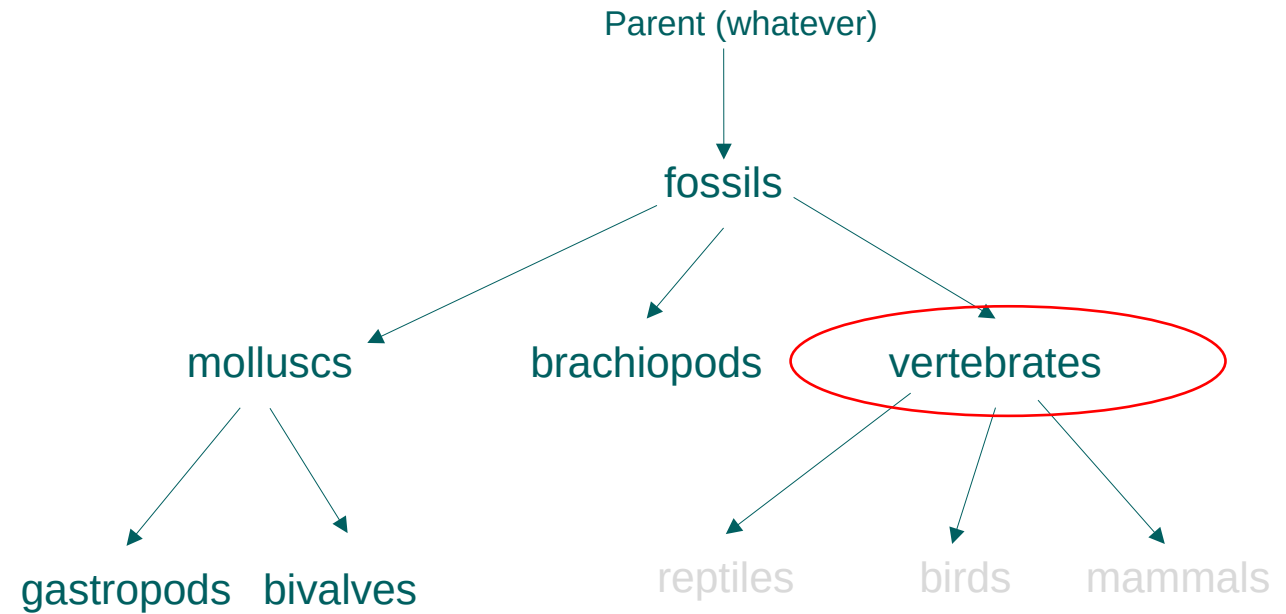 Parent (whatever)
fossils
molluscs
brachiopods
vertebrates
gastropods
bivalves
reptiles
birds
mammals